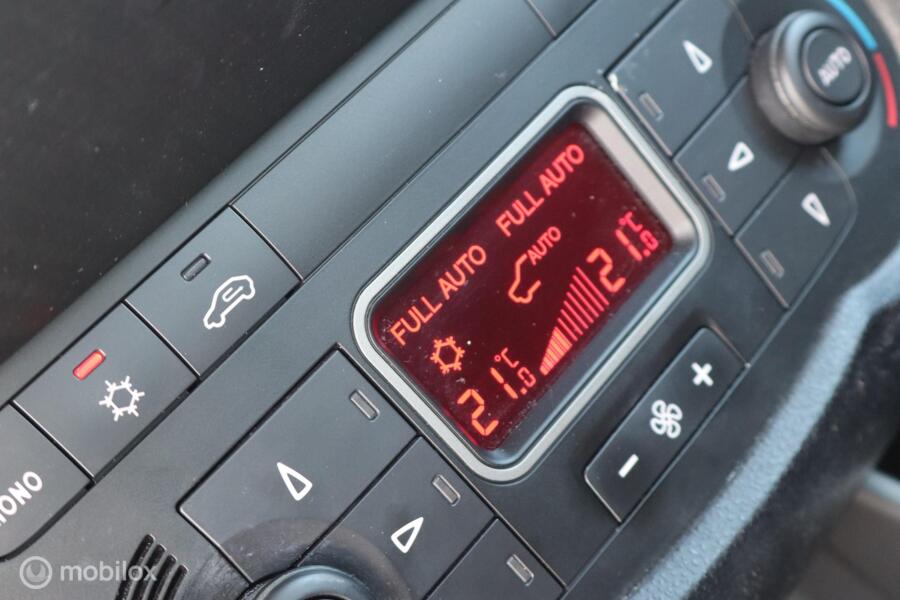 FULL AUTO FULL AUTO
AUTO
21.0 °C 21.0 °C
AUTO
MONO
- +
mobilox